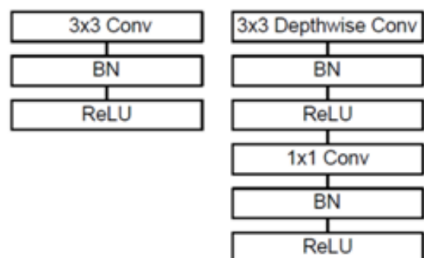 3x3 Conv
BN
ReLU
3x3 Depthwise Conv
BN
ReLU
1x1 Conv
BN
ReLU